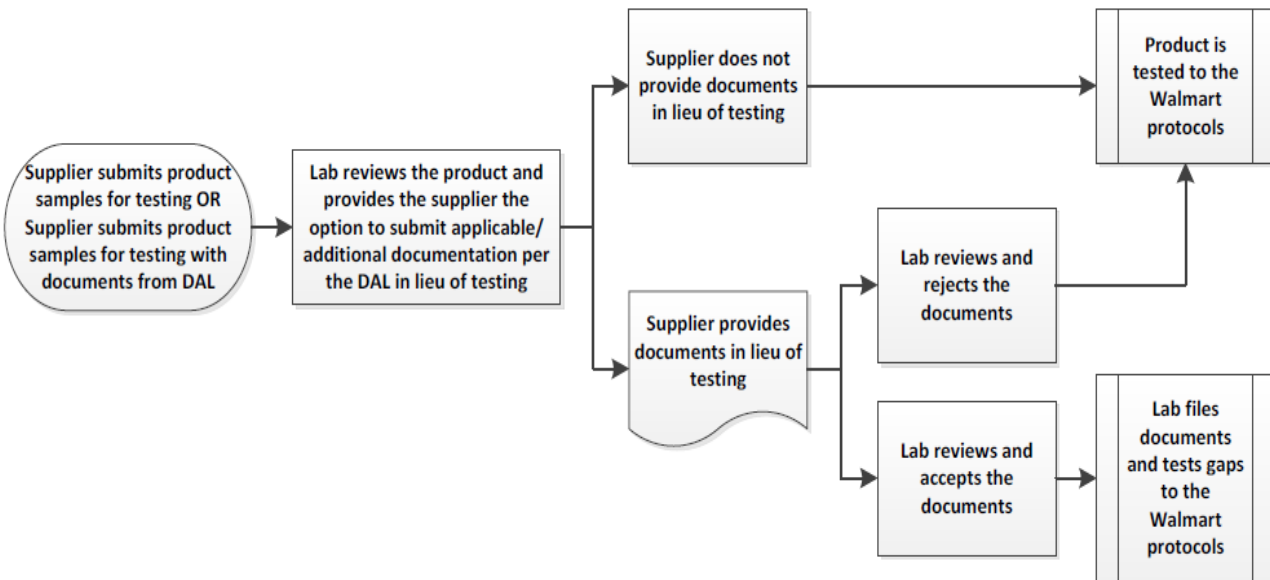 Supplier submits product
samples for testing OR
Supplier submits product
samples for testing with
documents from DAL
Lab reviews the product and
provides the supplier the
option to submit applicable/
additional documentation per
the DAL in lieu of testing
Supplier does not
provide documents
in lieu of testing
Product is
tested to the
Walmart
protocols
Supplier provides
documents in lieu of
testing
Lab reviews and
rejects the
documents
Lab reviews and
accepts the
documents
Lab files
documents
and tests gaps
to the
Walmart
protocols